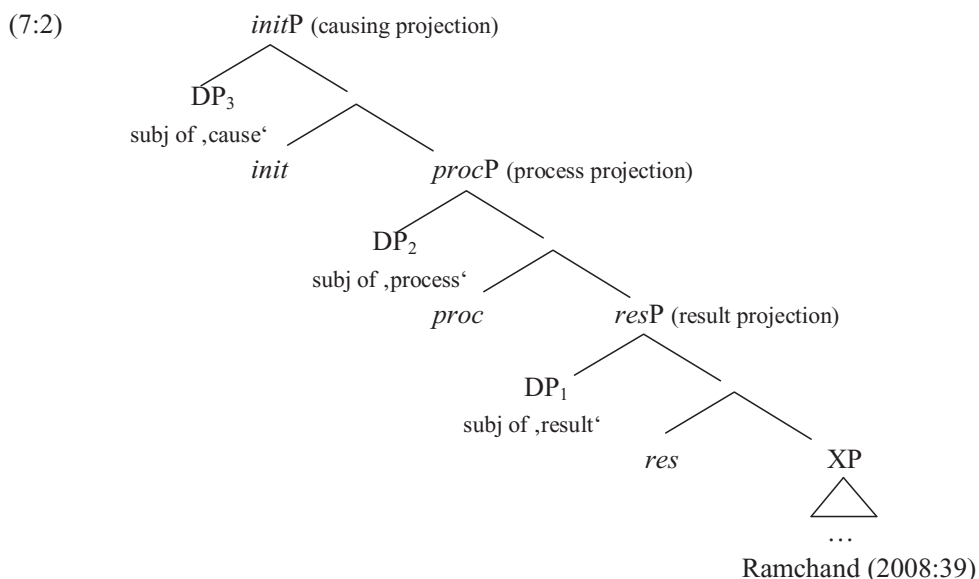 (7:2) initP (causing projection)
DP₃
subj of ‚cause‘
init procP (process projection)
DP₂
subj of ‚process‘
proc resP (result projection)
DP₁
subj of ‚result‘
res XP
…
Ramchand (2008:39)